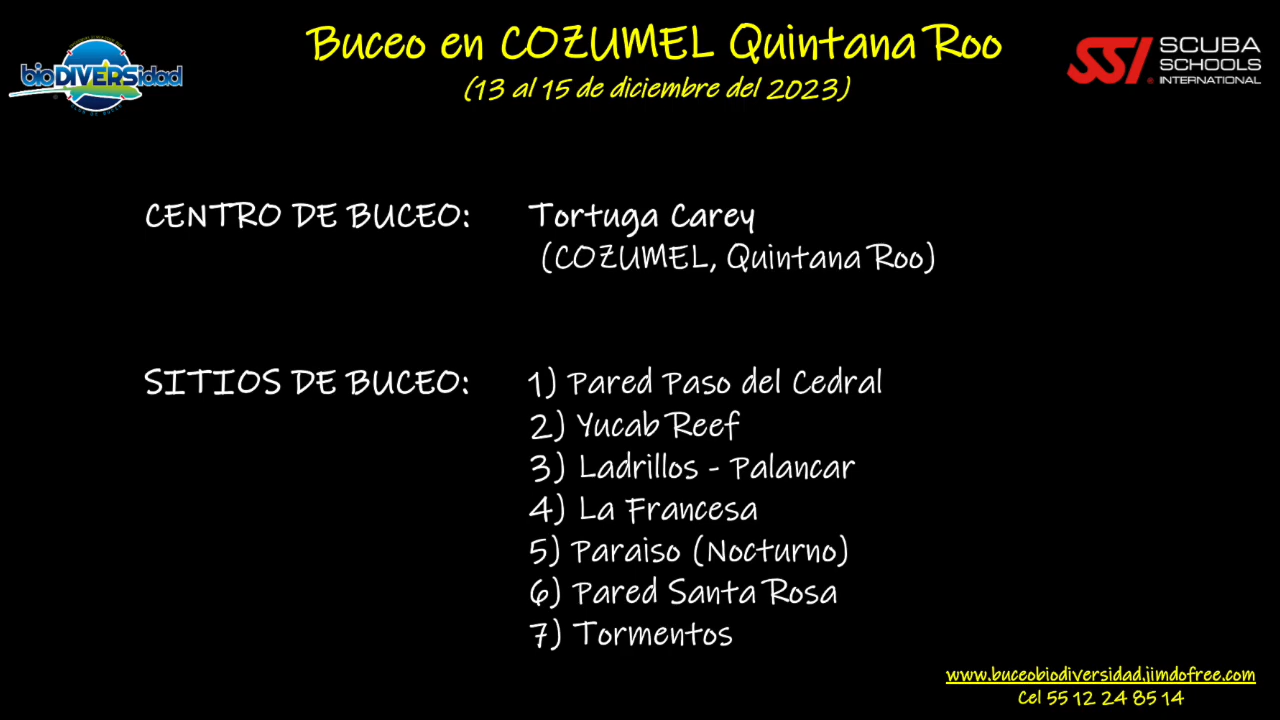 Buceo en COZUMEL Quintana Roo
(13 al 15 de diciembre del 2023)
bioDIVERSidad
SSI SCUBA
SCHOOLS
INTERNATIONAL
CENTRO DE BUCEO: Tortuga Carey
(COZUMEL, Quintana Roo)
SITIOS DE BUCEO: 1) Pared Paso del Cedral
2) Yucab Reef
3) Ladrillos - Palancar
4) La Francesa
5) Paraiso (Nocturno)
6) Pared Santa Rosa
7) Tormentos
www.buceobiodiversidad.jimdofree.com
Cel 55 12 24 85 14